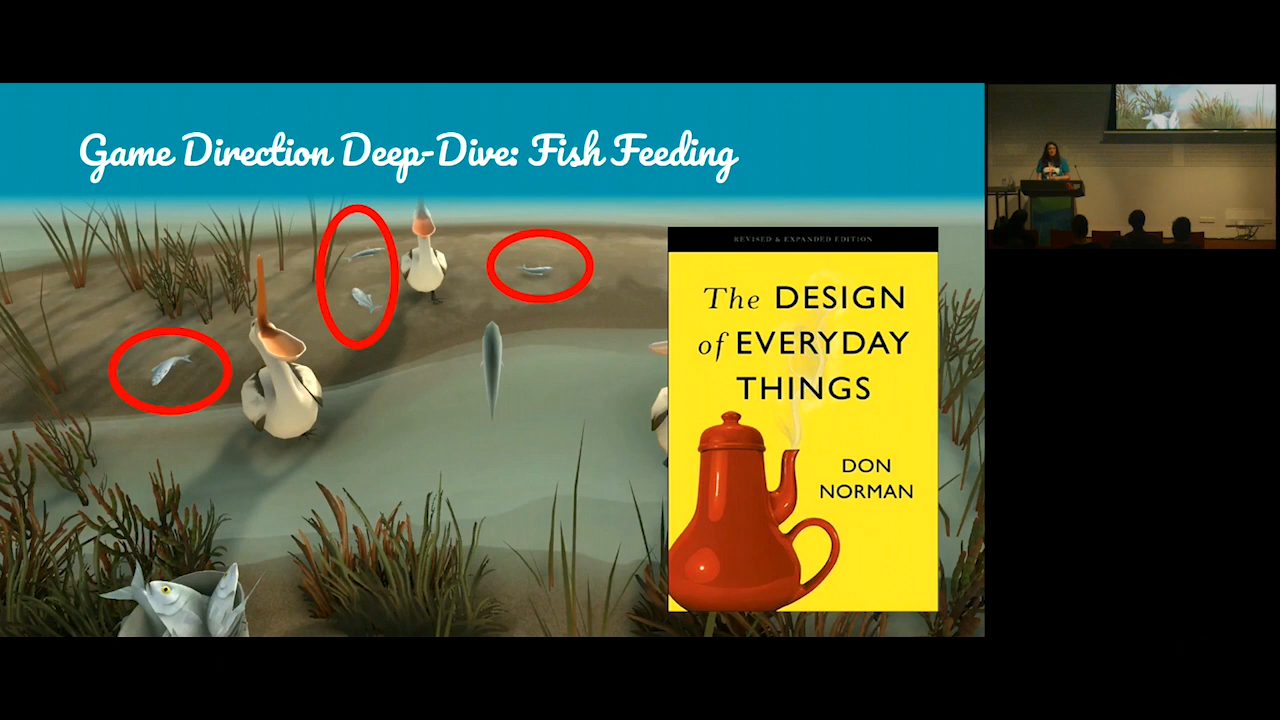 Game Direction Deep-Dive: Fish Feeding
REVISED & EXPANDED EDITION
The DESIGN
of EVERYDAY
THINGS
DON
NORMAN